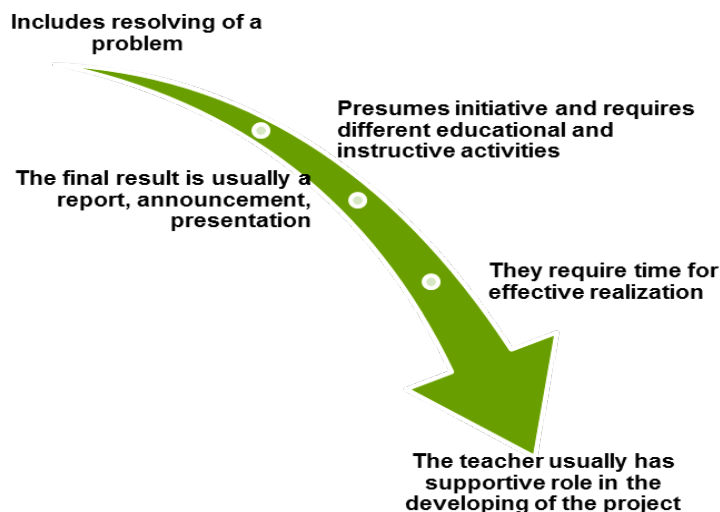 Includes resolving of a
problem
Presumes initiative and requires
different educational and
instructive activities
The final result is usually a
report, announcement,
presentation
They require time for
effective realization
The teacher usually has
supportive role in the
developing of the project